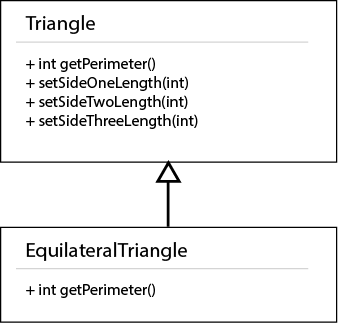 Triangle
+ int getPerimeter()
+ setSideOneLength(int)
+ setSideTwoLength(int)
+ setSideThreeLength(int)
EquilateralTriangle
+ int getPerimeter()